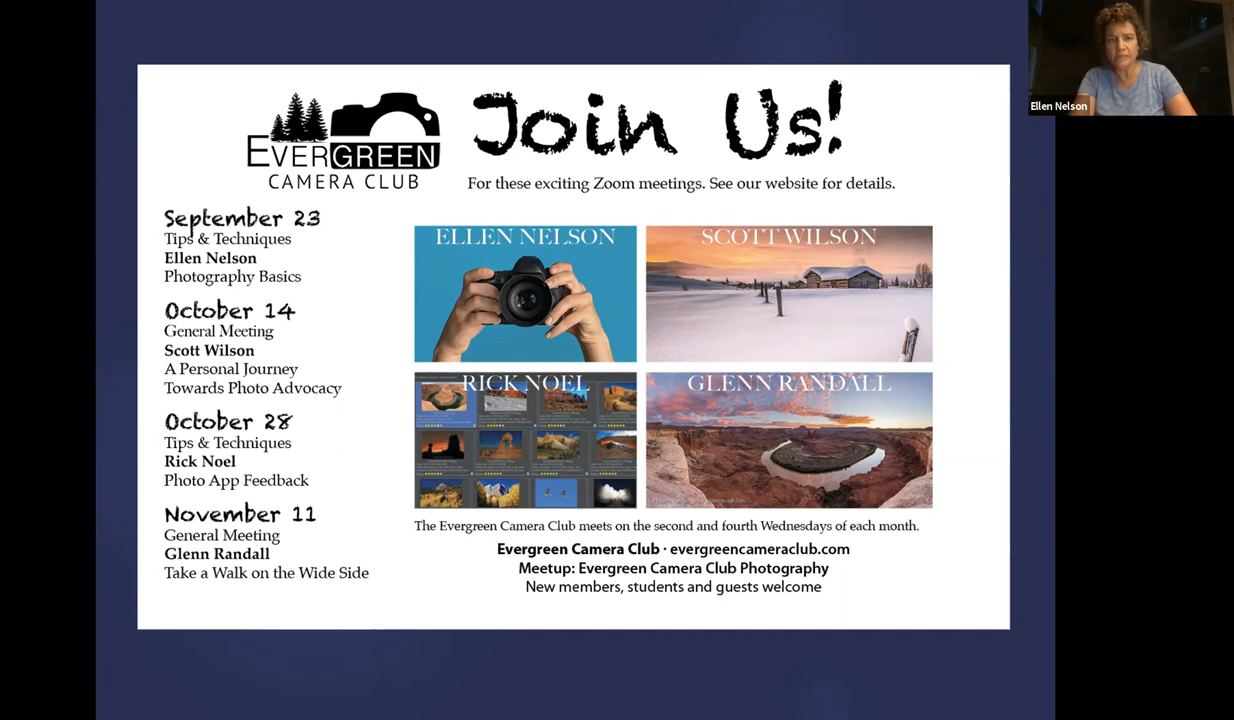 EVERGREEN
CAMERA CLUB
Join Us!
For these exciting Zoom meetings. See our website for details.
September 23
Tips & Techniques
Ellen Nelson
Photography Basics
October 14
General Meeting
Scott Wilson
A Personal Journey
Towards Photo Advocacy
October 28
Tips & Techniques
Rick Noel
Photo App Feedback
November 11
General Meeting
Glenn Randall
Take a Walk on the Wide Side
ELLEN NELSON
SCOTT WILSON
RICK NOEL
GLENN RANDALL
The Evergreen Camera Club meets on the second and fourth Wednesdays of each month.
Evergreen Camera Club · evergreencameraclub.com
Meetup: Evergreen Camera Club Photography
New members, students and guests welcome
Ellen Nelson